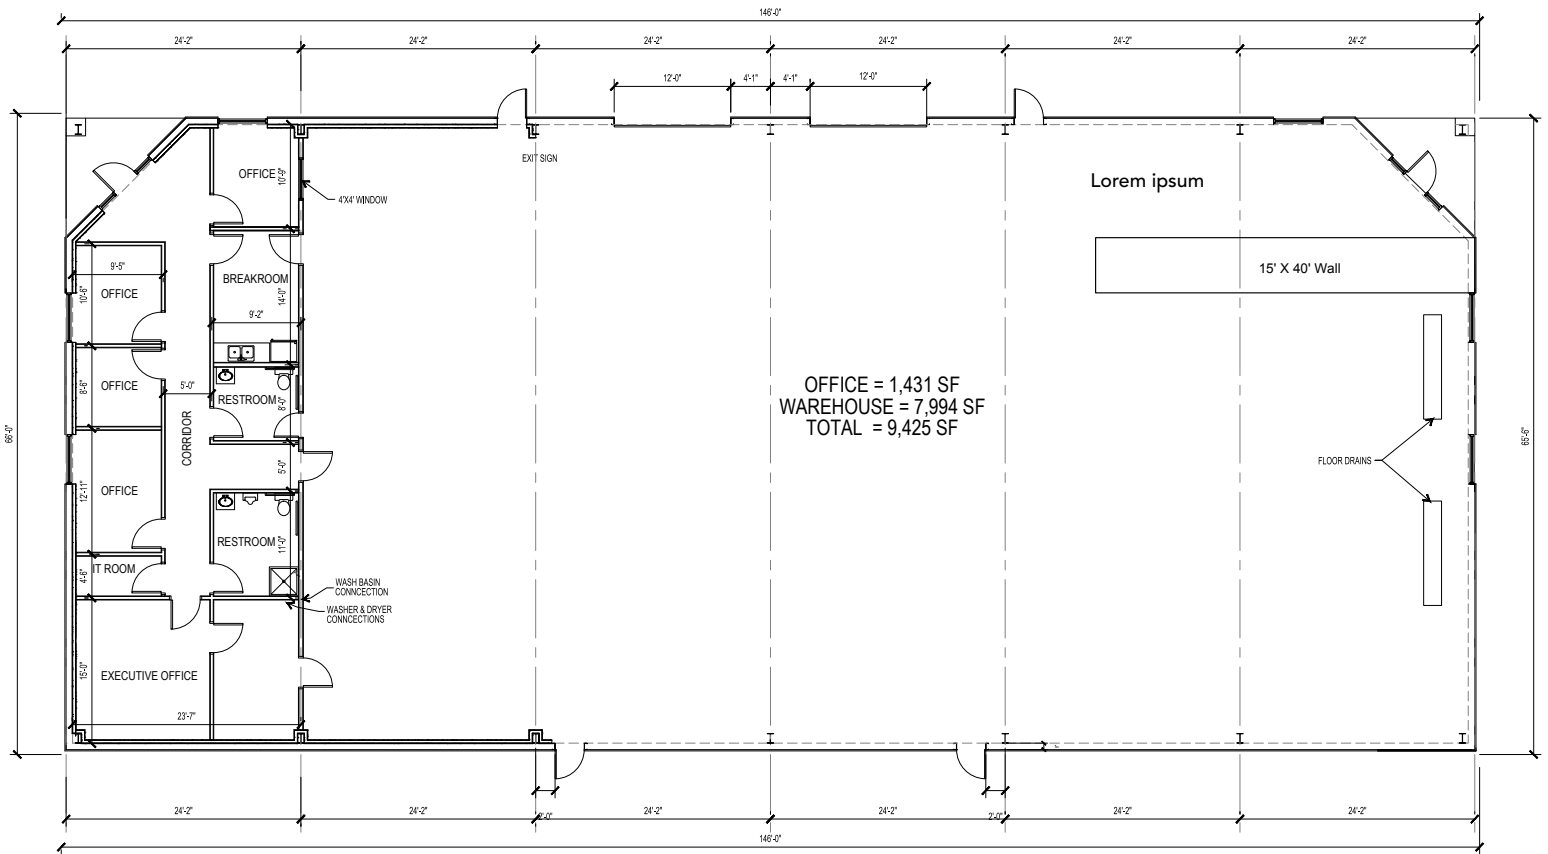 146'-0"
24'-2" 24'-2" 24'-2" 24'-2" 24'-2" 24'-2"
12'-0" 4'-1" 4'-1" 12'-0"
EXIT SIGN
OFFICE
10'-9"
4'X4' WINDOW
Lorem ipsum
9'-5"
10'-6"
OFFICE
BREAKROOM
14'-0"
9'-2"
15' X 40' Wall
8'-6"
OFFICE
5'-0"
RESTROOM
8'-0"
OFFICE = 1,431 SF
WAREHOUSE = 7,994 SF
TOTAL = 9,425 SF
66'-0"
CORRIDOR
65'-6"
FLOOR DRAINS
5'-0"
12'-11"
OFFICE
RESTROOM
11'-0"
4'-6"
IT ROOM
WASH BASIN
CONNCECTION
WASHER & DRYER
CONNCECTIONS
15'-0"
EXECUTIVE OFFICE
23'-7"
24'-2" 24'-2" 24'-2" 24'-2" 24'-2" 24'-2"
2'-0" 2'-0"
146'-0"